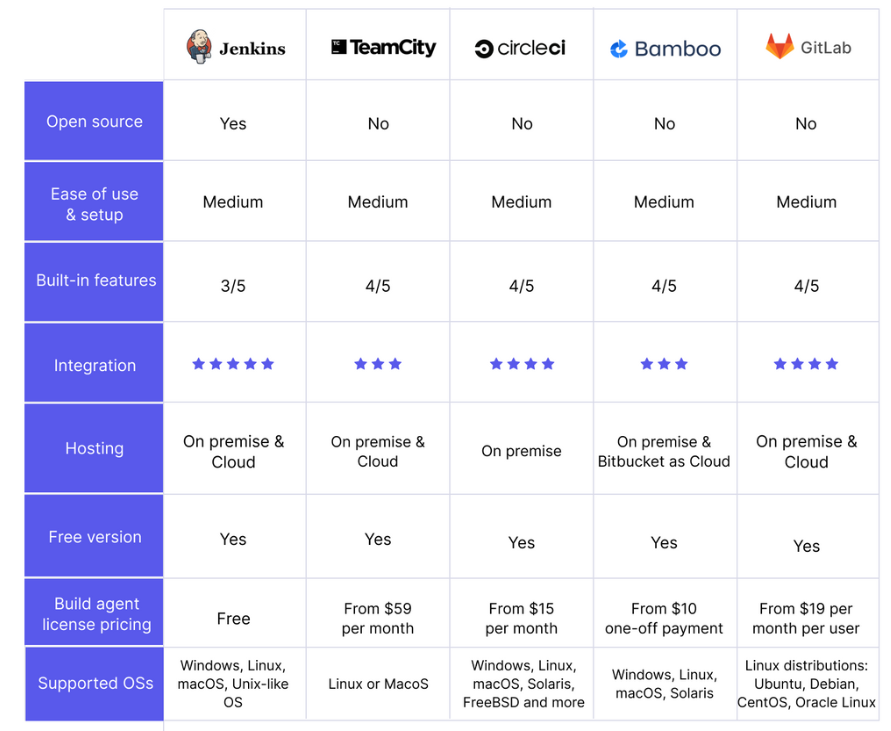 Jenkins
TC TeamCity
circleci
Bamboo
GitLab
Open source
Yes
No
No
No
No
Ease of use
& setup
Medium
Medium
Medium
Medium
Medium
Built-in features
3/5
4/5
4/5
4/5
4/5
Integration
Hosting
On premise &
Cloud
On premise &
Cloud
On premise
On premise &
Bitbucket as Cloud
On premise &
Cloud
Free version
Yes
Yes
Yes
Yes
Yes
Build agent
license pricing
Free
From $59
per month
From $15
per month
From $10
one-off payment
From $19 per
month per user
Supported OSs
Windows, Linux,
macOS, Unix-like
OS
Linux or MacoS
Windows, Linux,
macOS, Solaris,
FreeBSD and more
Windows, Linux,
macOS, Solaris
Linux distributions:
Ubuntu, Debian,
CentOS, Oracle Linux